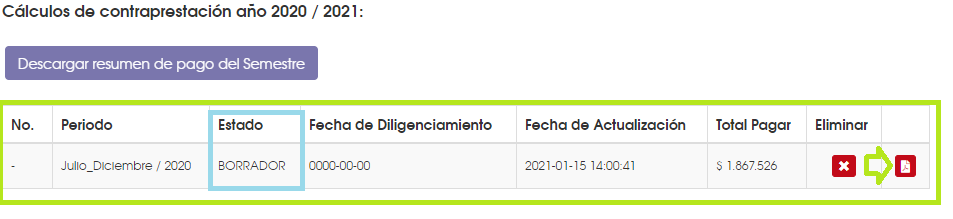 Cálculos de contraprestación año 2020 / 2021:
Descargar resumen de pago del Semestre
No. Periodo Estado Fecha de Diligenciamiento Fecha de Actualización Total Pagar Eliminar
- Julio_Diciembre / 2020 BORRADOR 0000-00-00 2021-01-15 14:00:41 $ 1.867.526